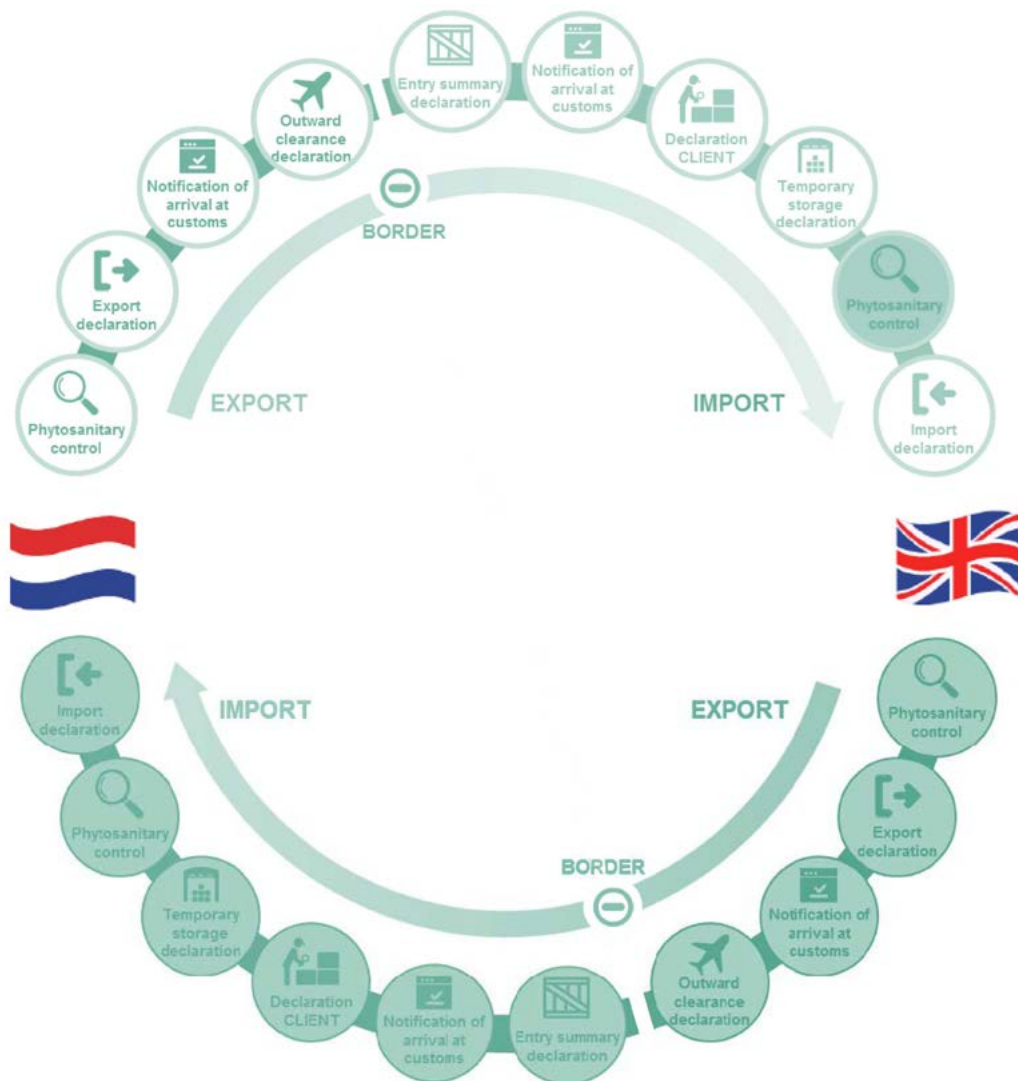 Phytosanitary
control
Export
declaration
Notification of
arrival at
customs
Outward
clearance
declaration
Entry summary
declaration
Notification of
arrival at
customs
Declaration
CLIENT
Temporary
storage
declaration
Phytosanitary
control
Import
declaration
BORDER
EXPORT
IMPORT
IMPORT
EXPORT
BORDER
Phytosanitary
control
Export
declaration
Notification of
arrival at
customs
Outward
clearance
declaration
Entry summary
declaration
Notification of
arrival at
customs
Declaration
CLIENT
Temporary
storage
declaration
Phytosanitary
control
Import
declaration